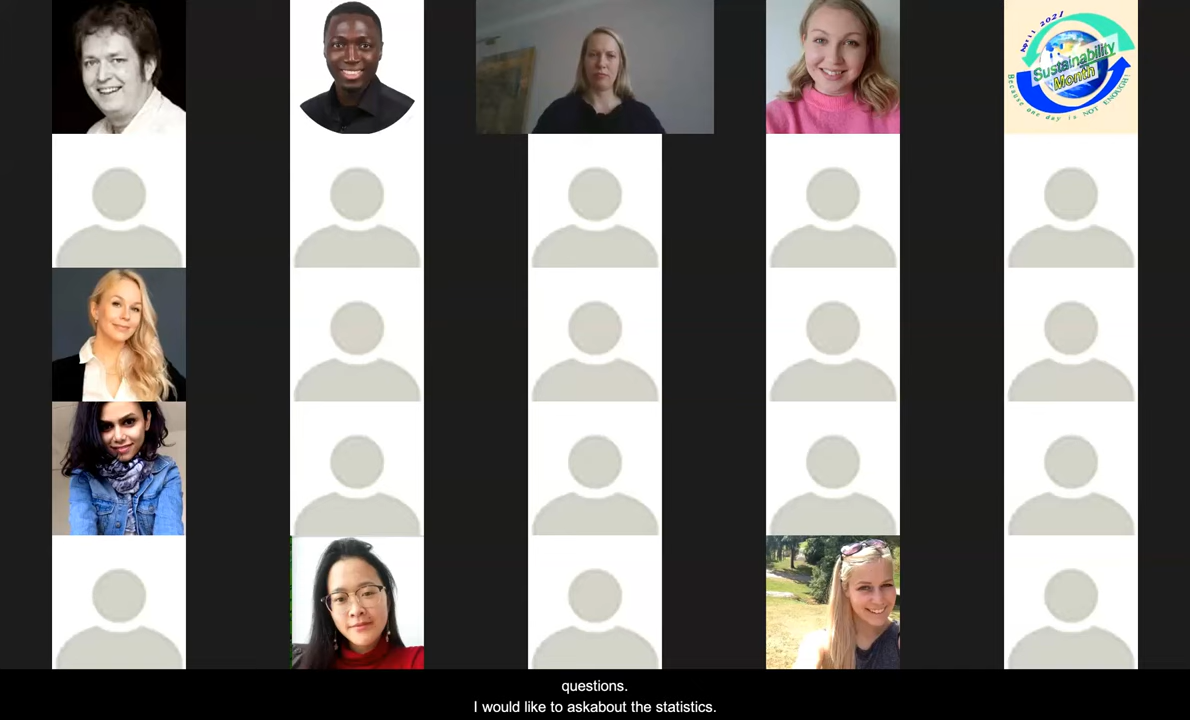 April 2021
Sustainability
Month
Because one day is NOT ENOUGH!
questions.
I would like to askabout the statistics.